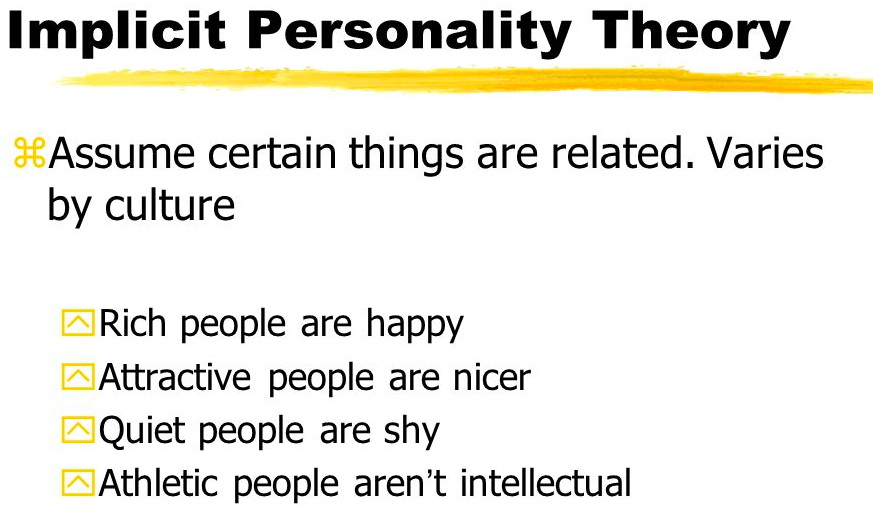 Implicit Personality Theory
⌘Assume certain things are related. Varies
by culture
Rich people are happy
Attractive people are nicer
Quiet people are shy
Athletic people aren’t intellectual